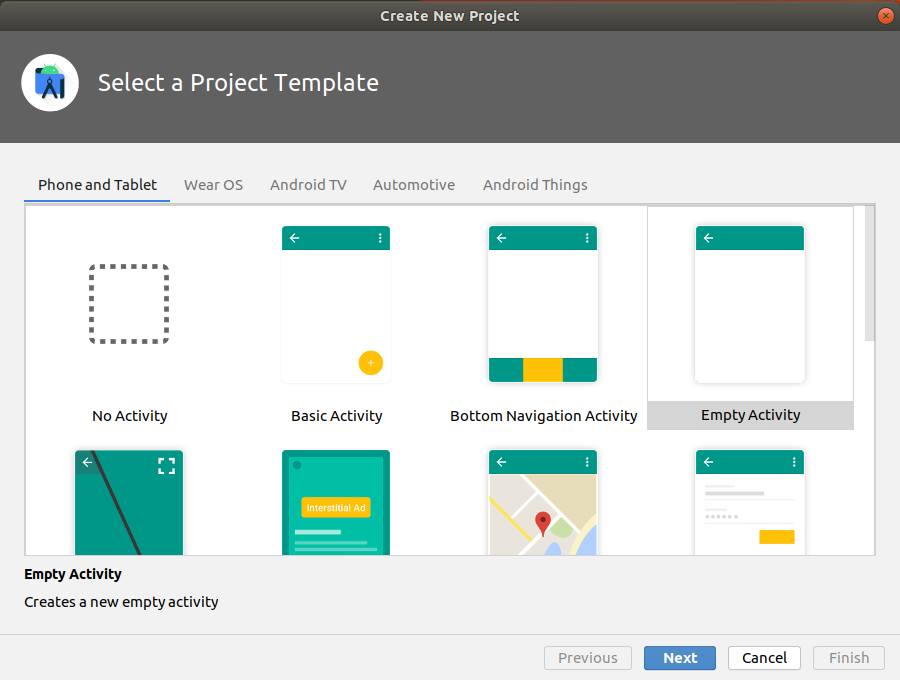 Create New Project
Select a Project Template
Phone and Tablet Wear OS Android TV Automotive Android Things
No Activity Basic Activity Bottom Navigation Activity Empty Activity
Interstitial Ad
Empty Activity
Creates a new empty activity
Previous Next Cancel Finish